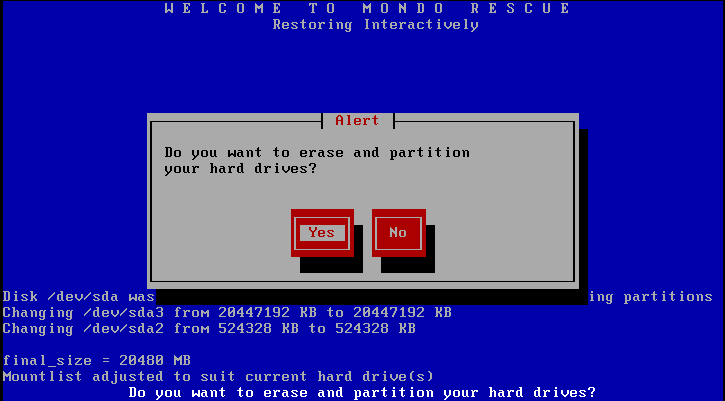 W E L C O M E   T O   M O N D O   R E S C U E
Restoring Interactively
Alert
Do you want to erase and partition
your hard drives?
Yes No
Disk /dev/sda was ing partitions
Changing /dev/sda3 from 20447192 KB to 20447192 KB
Changing /dev/sda2 from 524328 KB to 524328 KB
final_size = 20480 MB
Mountlist adjusted to suit current hard drive(s)
Do you want to erase and partition your hard drives?